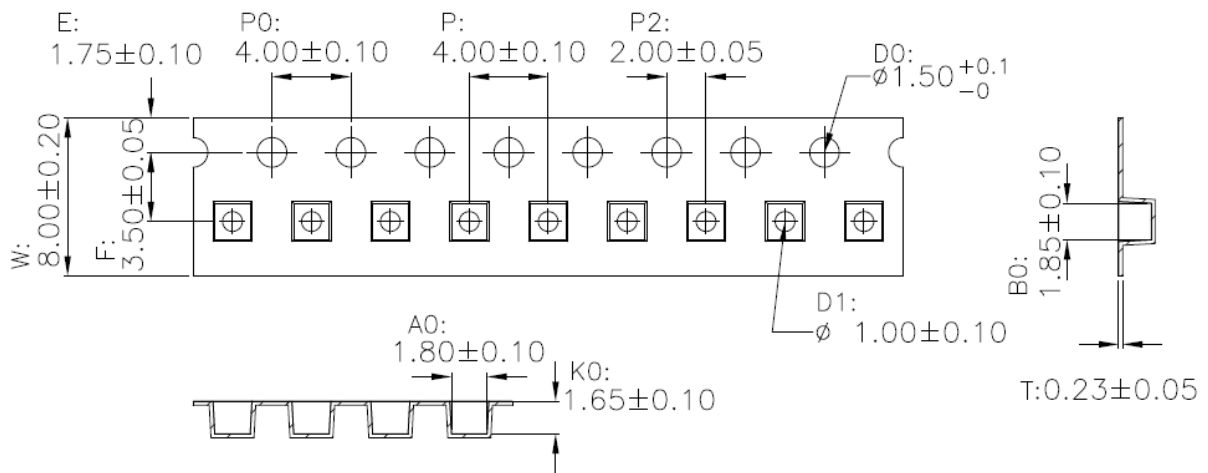 E:
1.75±0.10
P0:
4.00±0.10
P:
4.00±0.10
P2:
2.00±0.05
D0:
ø1.50 +0.1
-0
W:
8.00±0.20
F:
3.50±0.05
B0:
1.85±0.10
D1:
ø 1.00±0.10
A0:
1.80±0.10
K0:
1.65±0.10
T:0.23±0.05